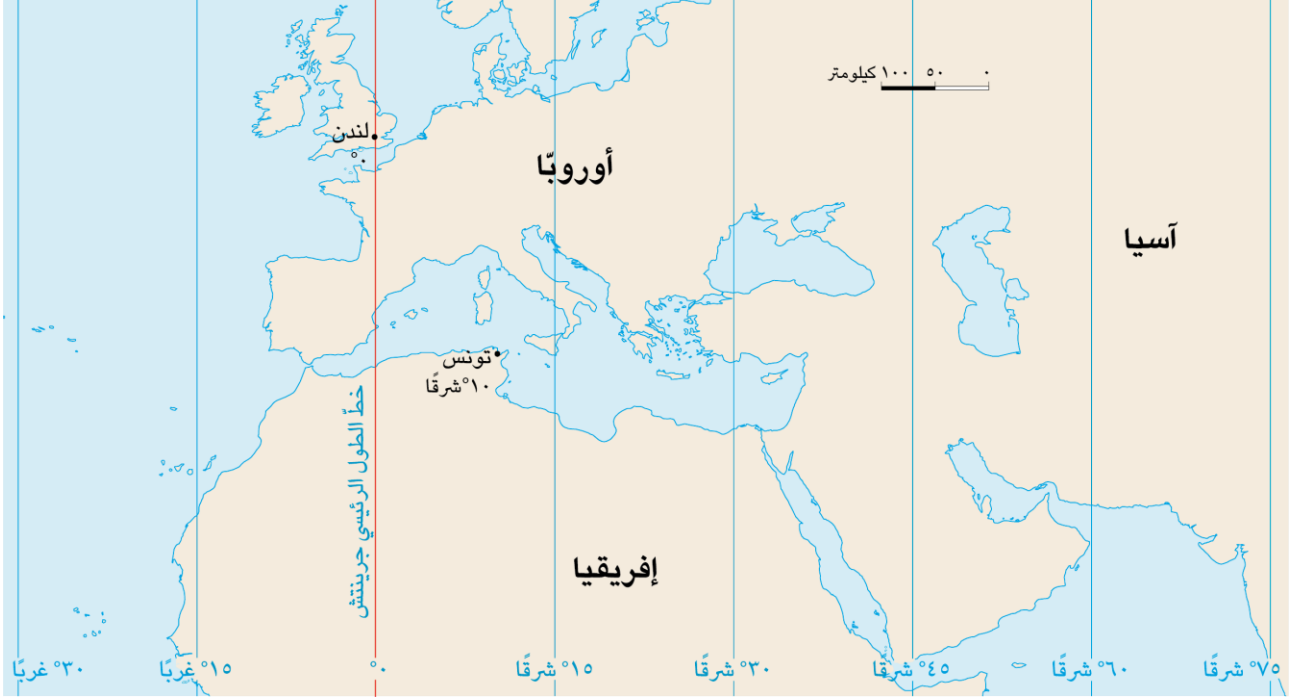 ٠ ٥٠ ١٠٠ كيلومتر
لندن
٠°
أوروبّا
آسيا
تونس
١٠° شرقًا
خطّ الطول الرئيسي جرينتش
إفريقيا
٣٠° غربًا
١٥° غربًا
٠°
١٥° شرقًا
٣٠° شرقًا
٤٥° شرقًا
٦٠° شرقًا
٧٥° شرقًا